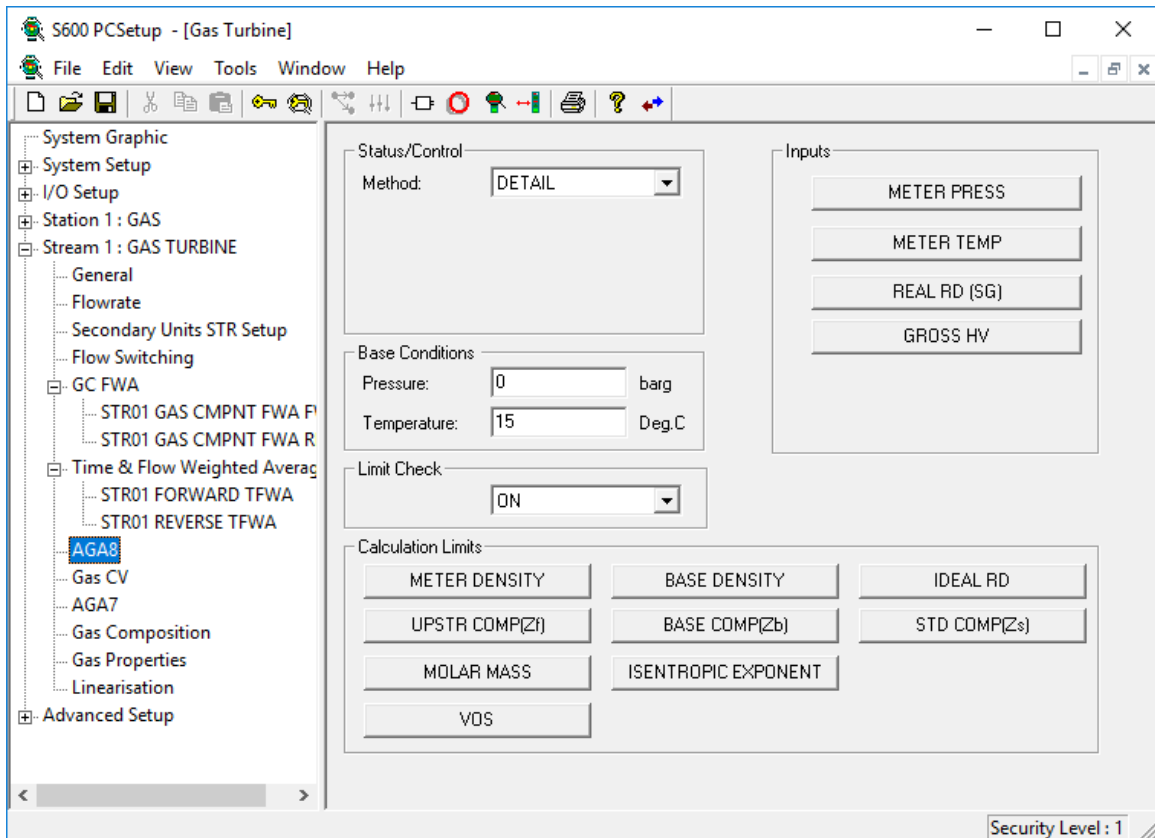 S600 PCSetup - [Gas Turbine]
File Edit View Tools Window Help
System Graphic
System Setup
I/O Setup
Station 1 : GAS
Stream 1 : GAS TURBINE
General
Flowrate
Secondary Units STR Setup
Flow Switching
GC FWA
STR01 GAS CMPNT FWA F
STR01 GAS CMPNT FWA R
Time & Flow Weighted Averag
STR01 FORWARD TFWA
STR01 REVERSE TFWA
AGA8
Gas CV
AGA7
Gas Composition
Gas Properties
Linearisation
Advanced Setup
Status/Control
Method: DETAIL
Base Conditions
Pressure: 0 barg
Temperature: 15 Deg.C
Limit Check
ON
Inputs
METER PRESS
METER TEMP
REAL RD (SG)
GROSS HV
Calculation Limits
METER DENSITY BASE DENSITY IDEAL RD
UPSTR COMP(Zf) BASE COMP(Zb) STD COMP(Zs)
MOLAR MASS ISENTROPIC EXPONENT
VOS
Security Level : 1